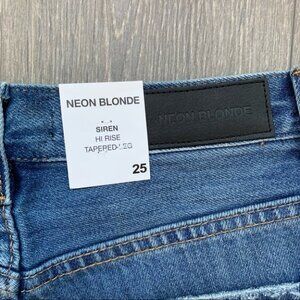 NEON BLONDE
SIREN
HI RISE
TAPERED LEG
25
NEON BLONDE